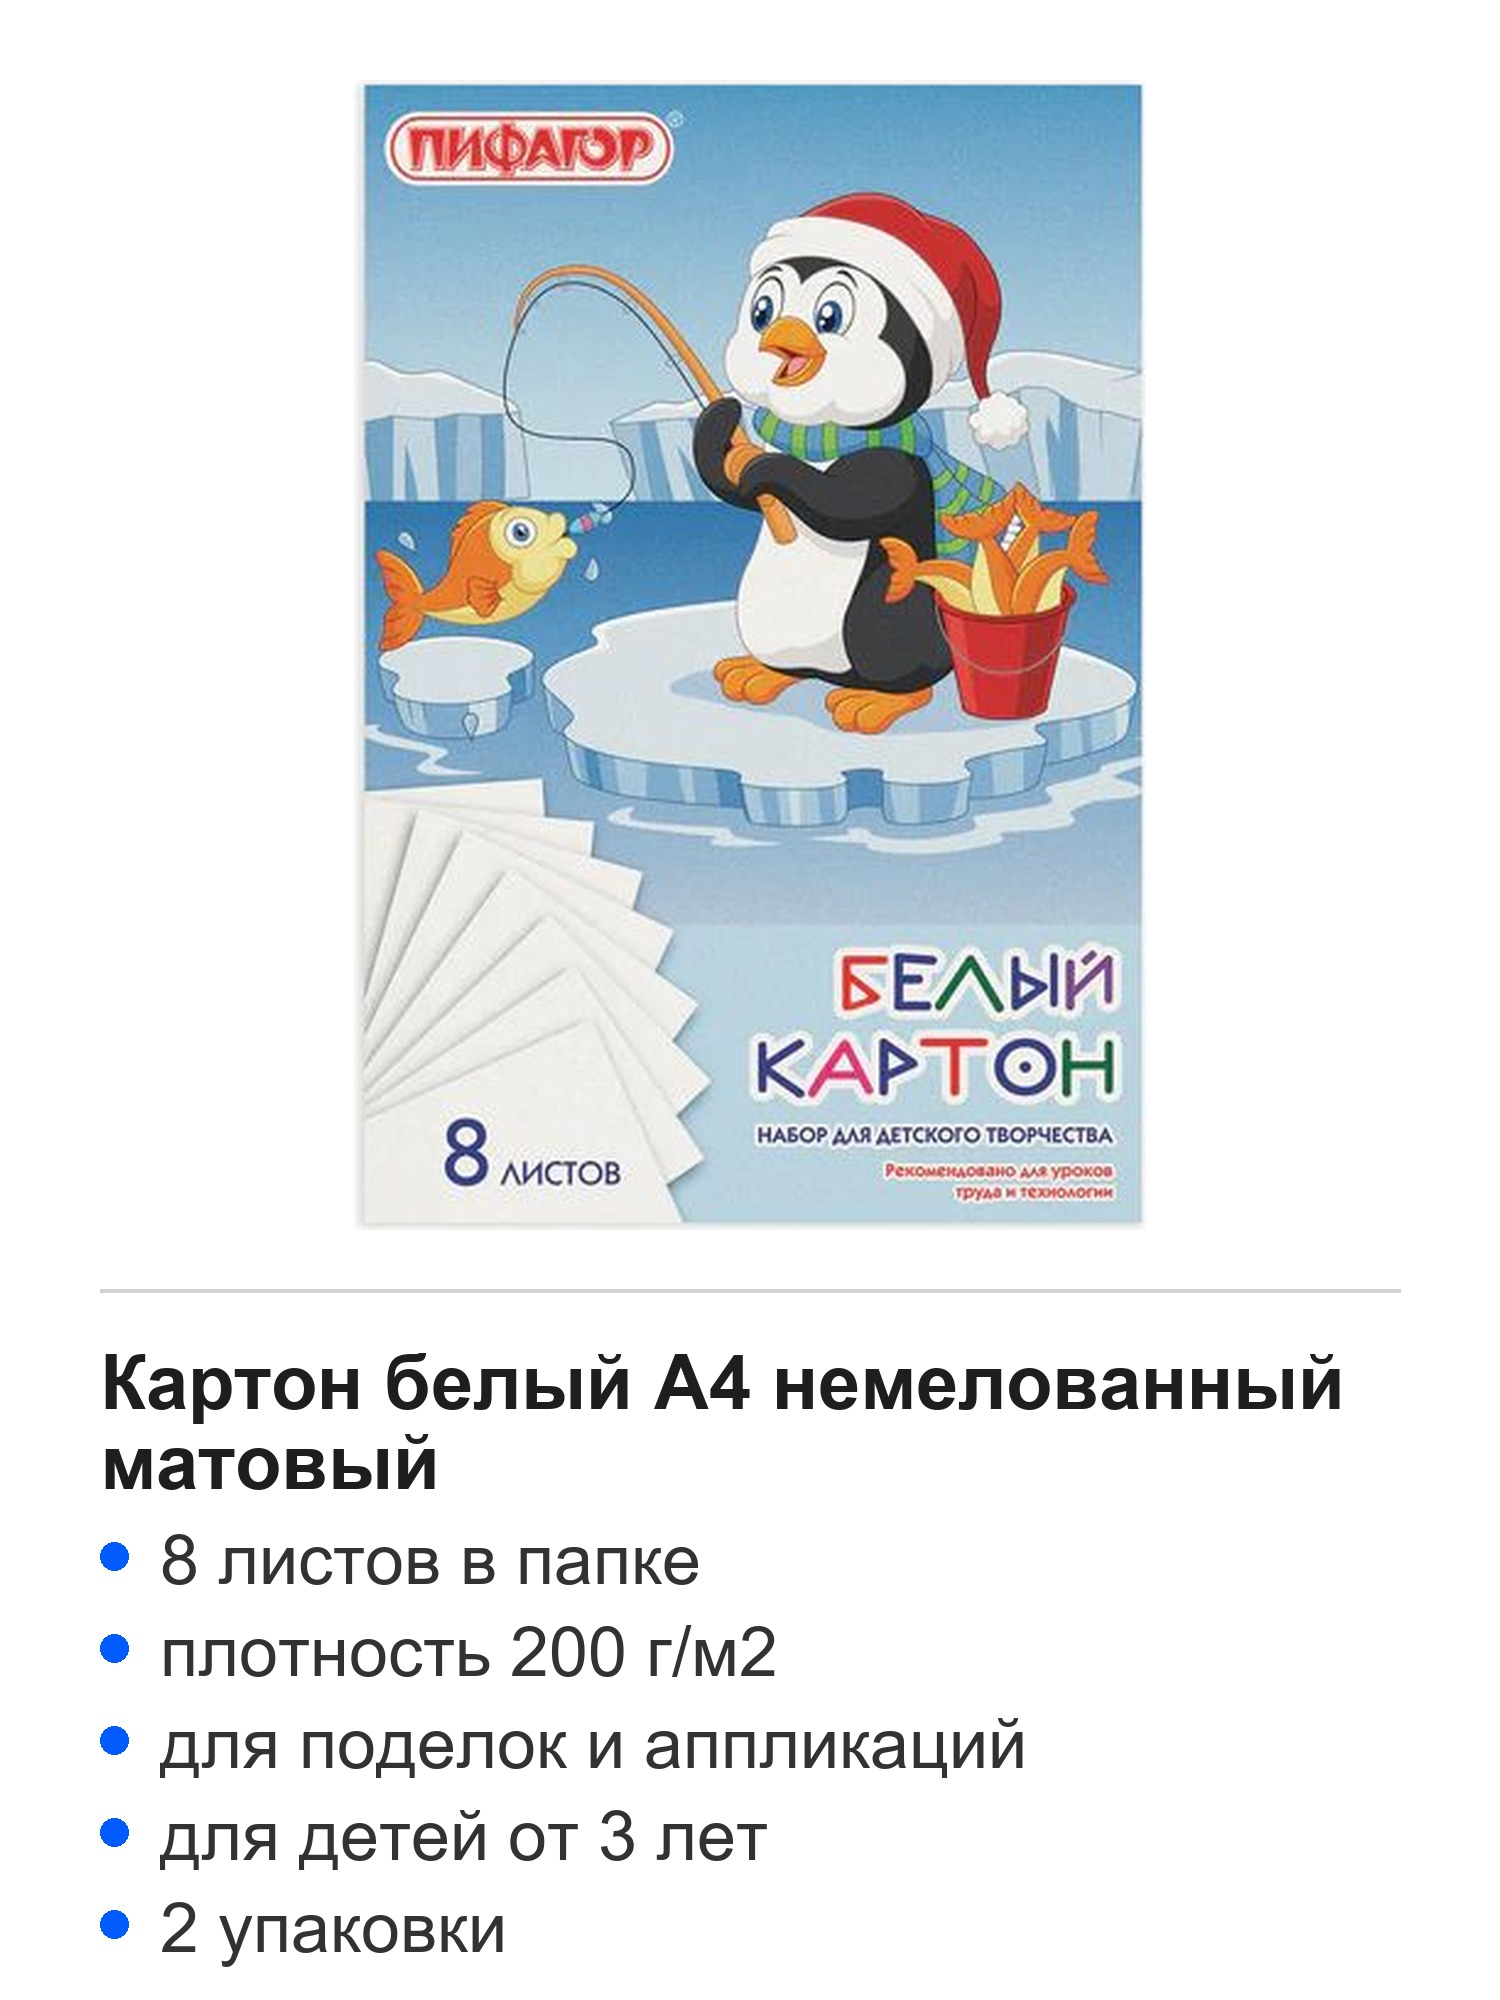 ПИФАГОР®
БЕЛЫЙ
КАРТОН
НАБОР ДЛЯ ДЕТСКОГО ТВОРЧЕСТВА
Рекомендовано для уроков
труда и технологии
8 ЛИСТОВ
Картон белый А4 немелованный
матовый
• 8 листов в папке
• плотность 200 г/м2
• для поделок и аппликаций
• для детей от 3 лет
• 2 упаковки